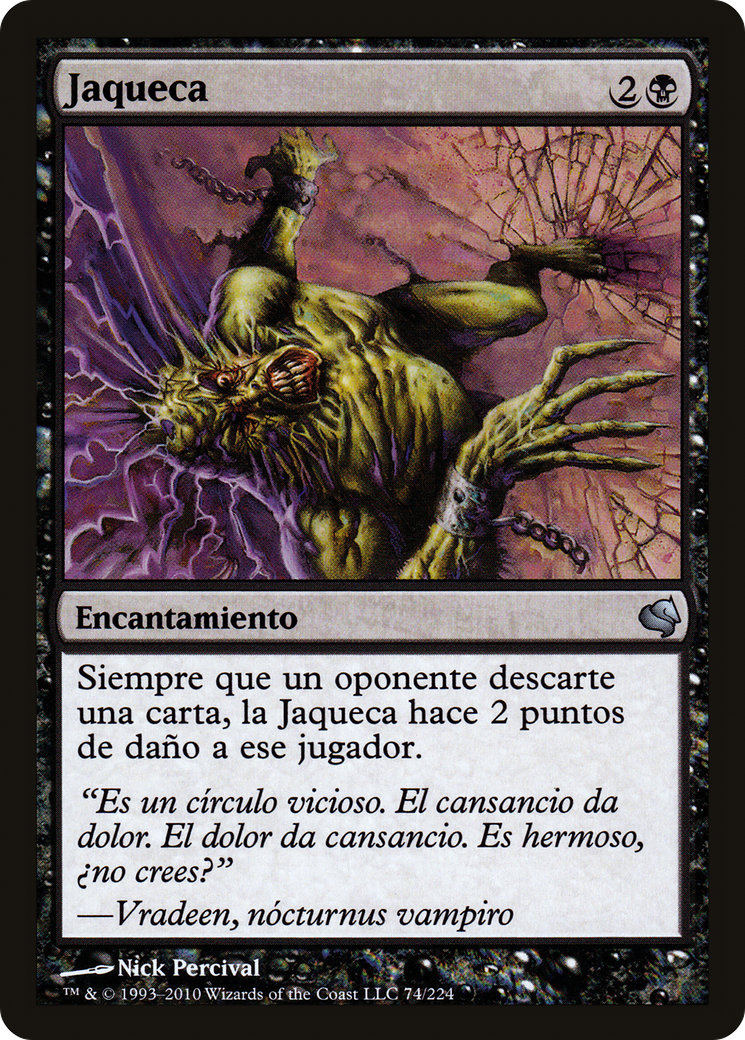 Jaqueca 2
Encantamiento
Siempre que un oponente descarte
una carta, la Jaqueca hace 2 puntos
de daño a ese jugador.
“Es un círculo vicioso. El cansancio da
dolor. El dolor da cansancio. Es hermoso,
¿no crees?”
—Vradeen, nócturnus vampiro
Nick Percival
™ & © 1993–2010 Wizards of the Coast LLC 74/224